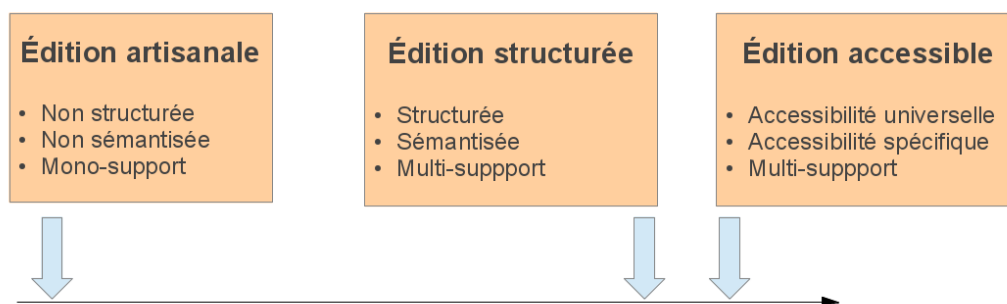 Édition artisanale
• Non structurée
• Non sémantisée
• Mono-support
Édition structurée
• Structurée
• Sémantisée
• Multi-suppport
Édition accessible
• Accessibilité universelle
• Accessibilité spécifique
• Multi-suppport